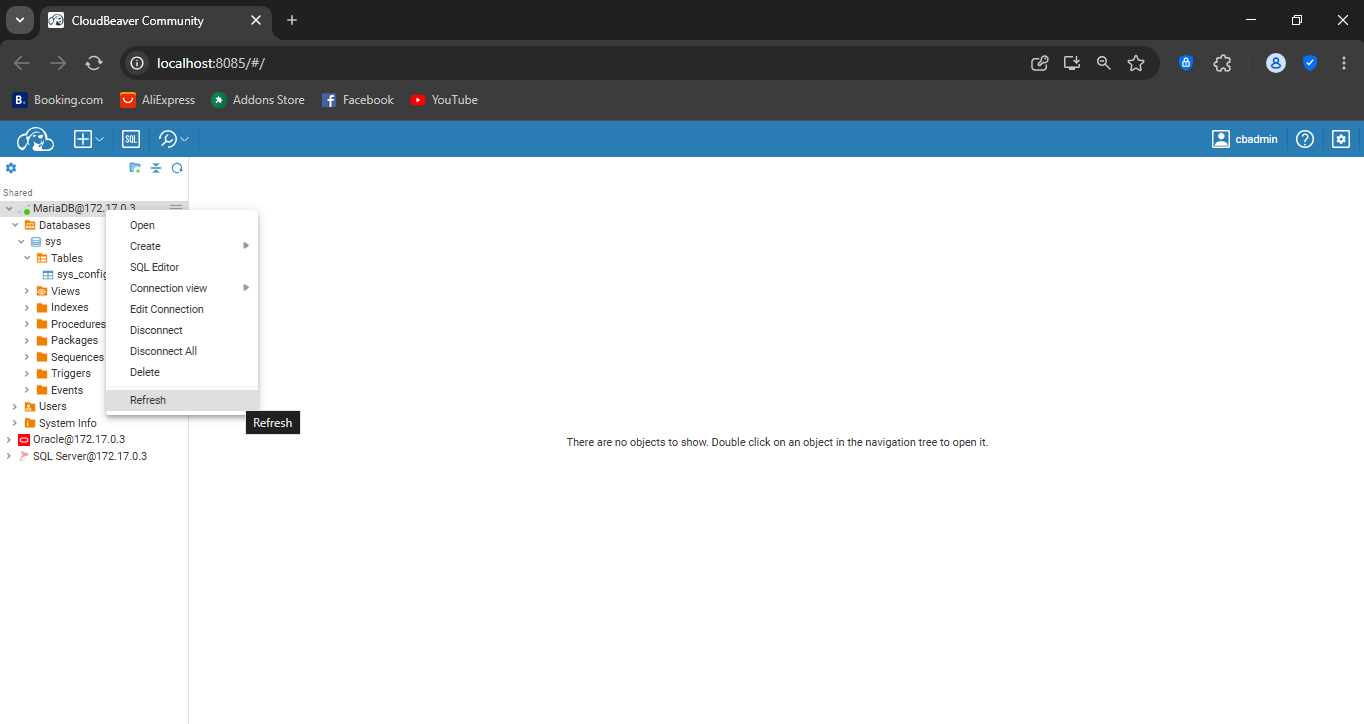 CloudBeaver Community
localhost:8085/#/
B. Booking.com AliExpress Addons Store Facebook YouTube
SQL
cbadmin
Shared
MariaDB@172.17.0.3
Databases
sys
Tables
sys_config
Views
Indexes
Procedures
Packages
Sequences
Triggers
Events
Users
System Info
Oracle@172.17.0.3
SQL Server@172.17.0.3
Open
Create
SQL Editor
Connection view
Edit Connection
Disconnect
Disconnect All
Delete
Refresh
Refresh
There are no objects to show. Double click on an object in the navigation tree to open it.